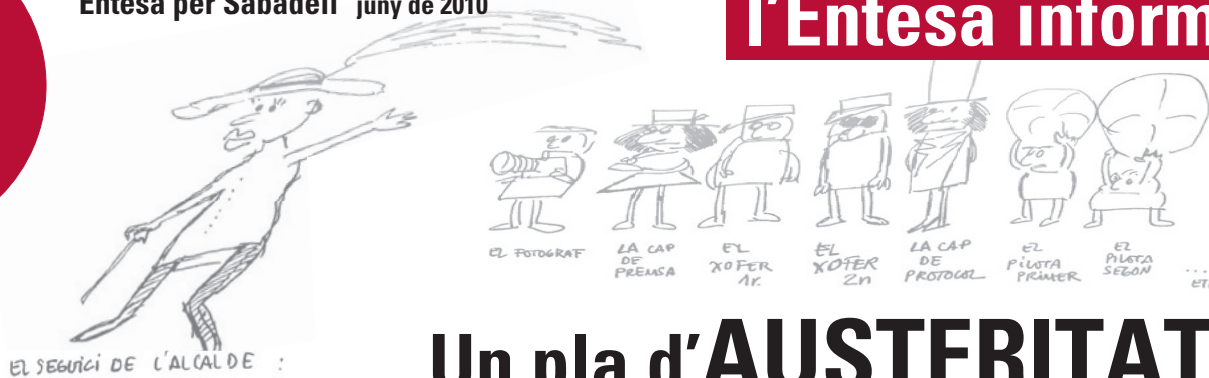 Entesa per Sabadell juny de 2010
l'Entesa inform
EL FOTOGRAF
LA CAP
DE
PREMSA
EL
XOFER
1r.
EL
XOFER
2n
LA CAP
DE
PROTOCOL
EL
PILOTA
PRIMER
EL
PILOTA
SEGON
...
ET
EL SEGUICI DE L'ALCALDE :
Un pla d'AUSTERITAT